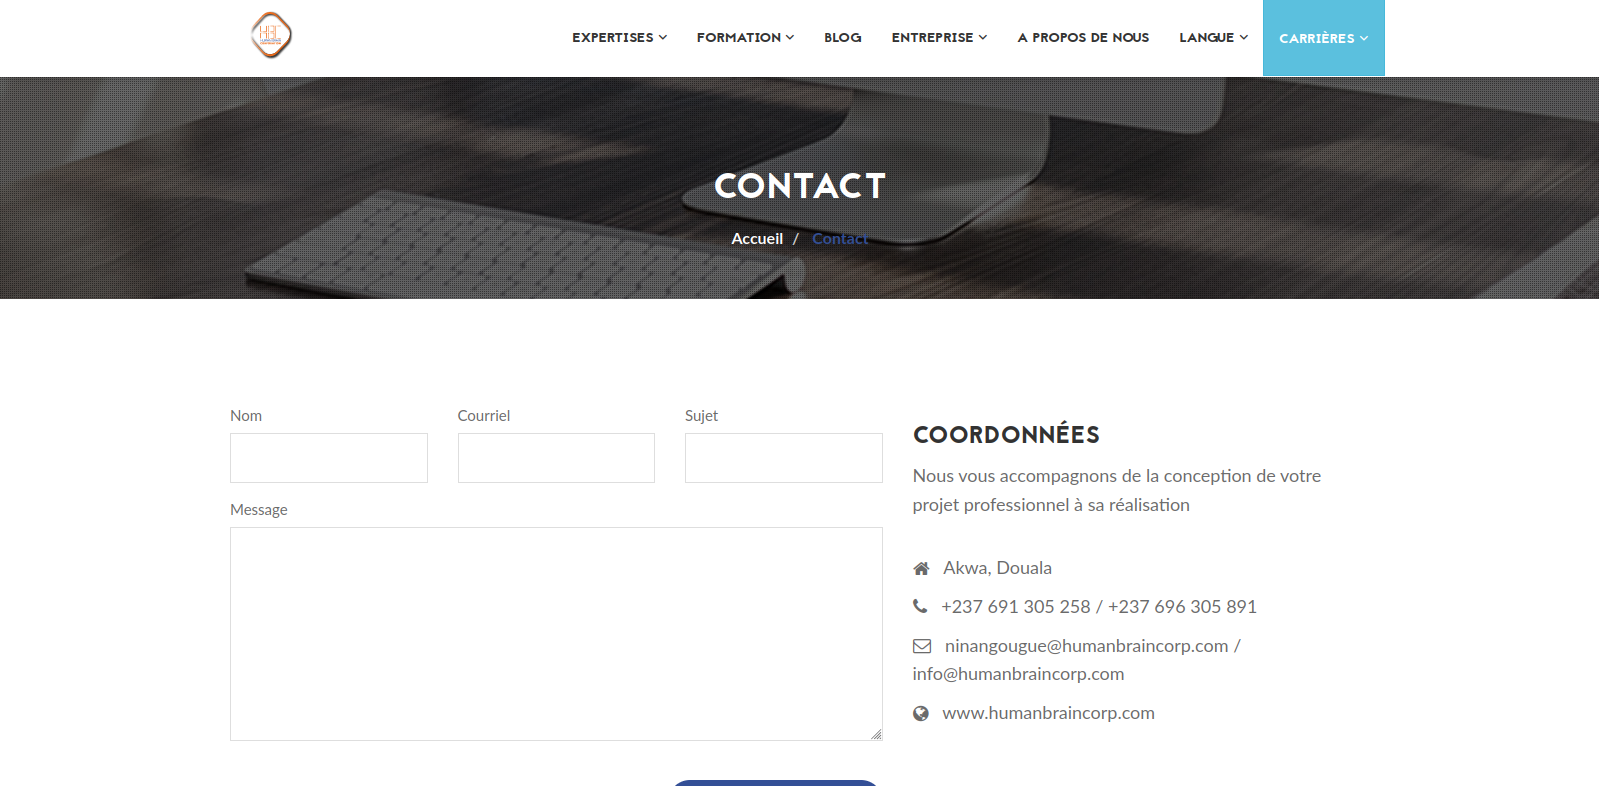 EXPERTISES
FORMATION
BLOG
ENTREPRISE
A PROPOS DE NOUS
LANGUE
CARRIÈRES
CONTACT
Accueil / Contact
Nom
Courriel
Sujet
Message
COORDONNÉES
Nous vous accompagnons de la conception de votre
projet professionnel à sa réalisation
Akwa, Douala
+237 691 305 258 / +237 696 305 891
ninangougue@humanbraincorp.com /
info@humanbraincorp.com
www.humanbraincorp.com